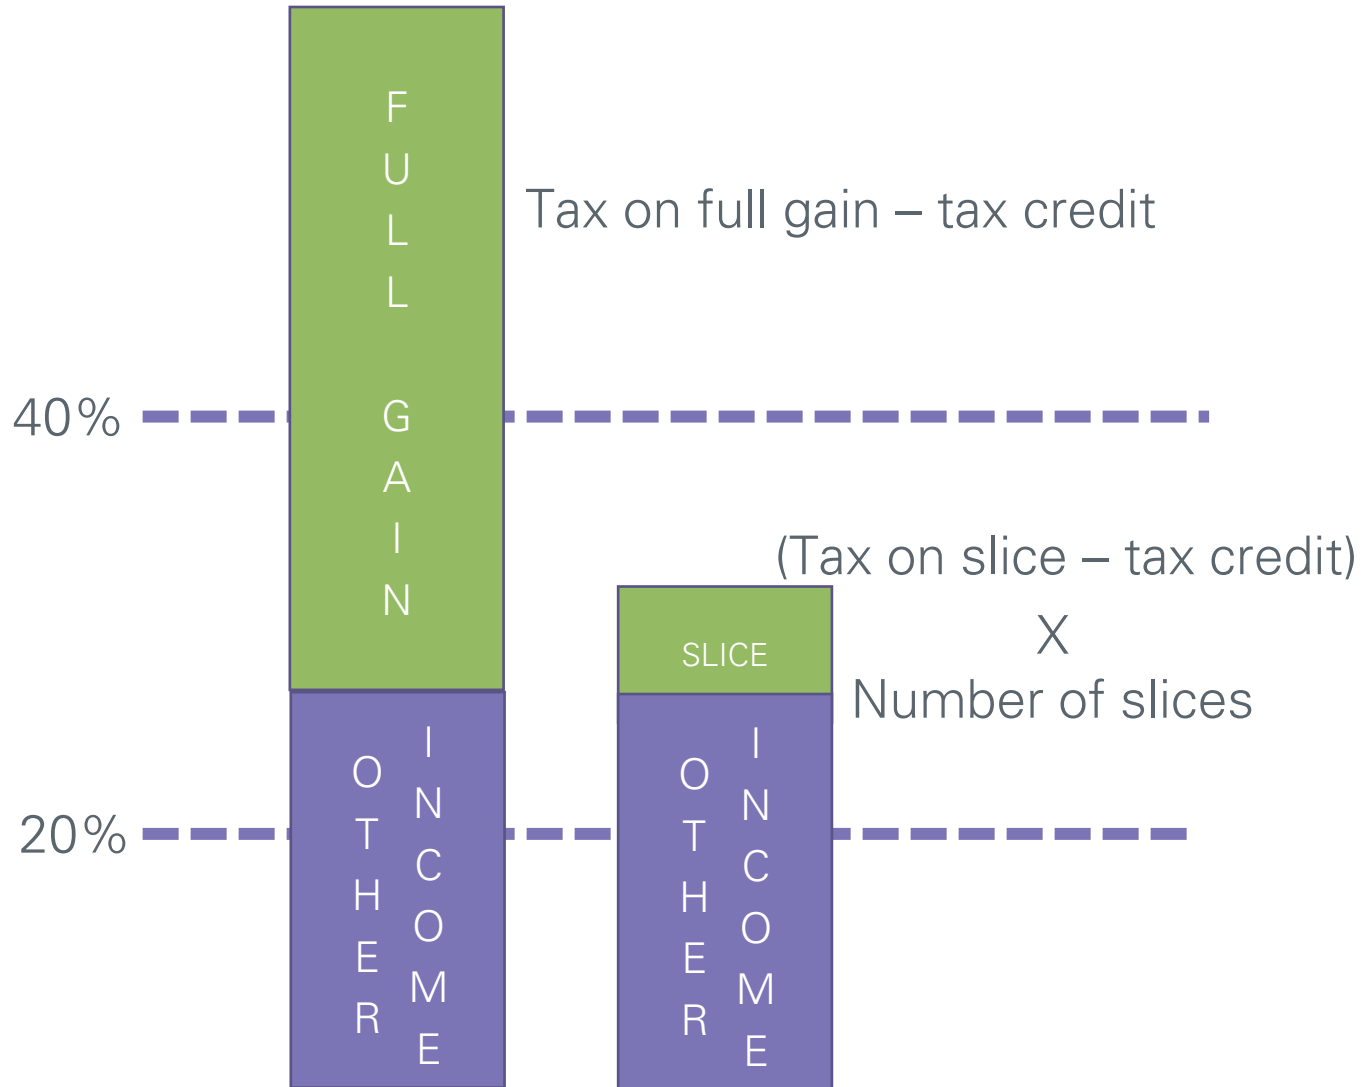 FULL GAIN
Tax on full gain – tax credit
40%
(Tax on slice – tax credit)
X
Number of slices
SLICE
OTHER
INCOME
OTHER
INCOME
20%